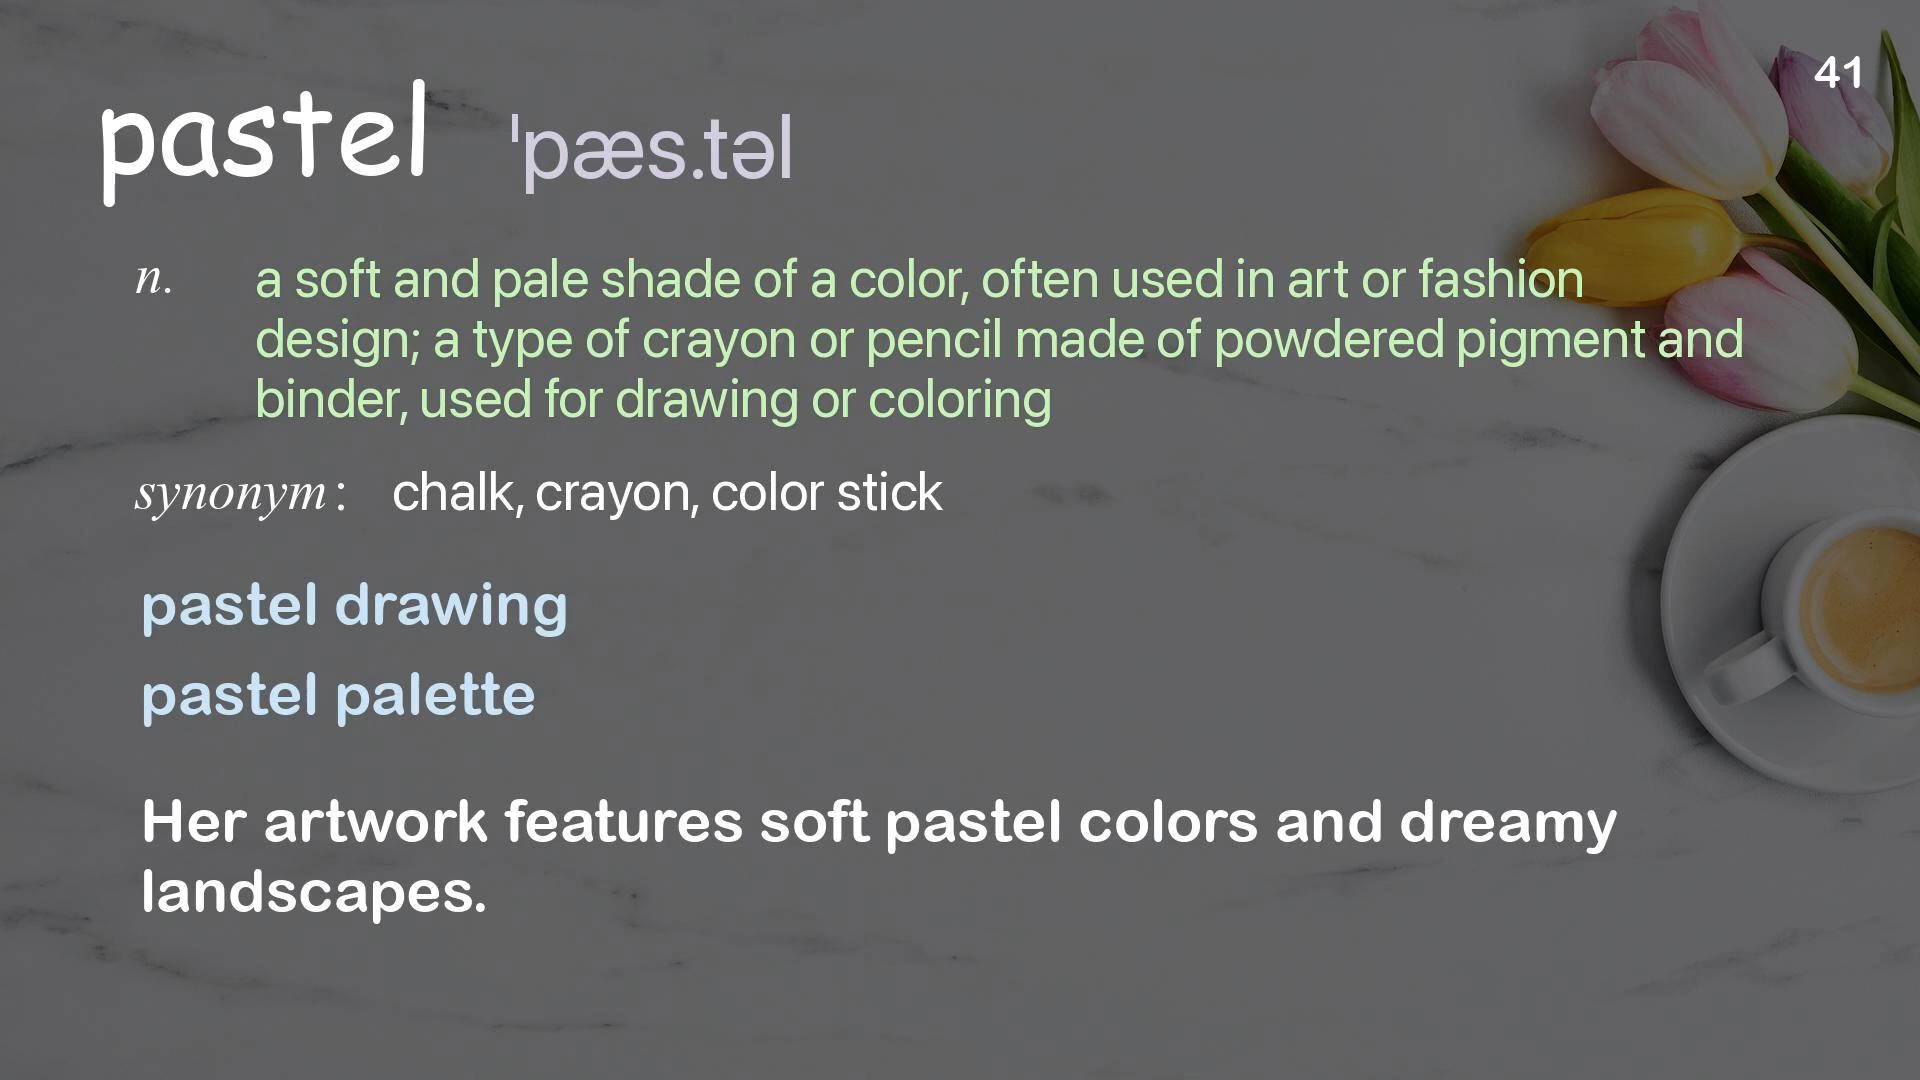 41
pastel ˈpæs.təl
n. a soft and pale shade of a color, often used in art or fashion
design; a type of crayon or pencil made of powdered pigment and
binder, used for drawing or coloring
synonym: chalk, crayon, color stick
pastel drawing
pastel palette
Her artwork features soft pastel colors and dreamy
landscapes.